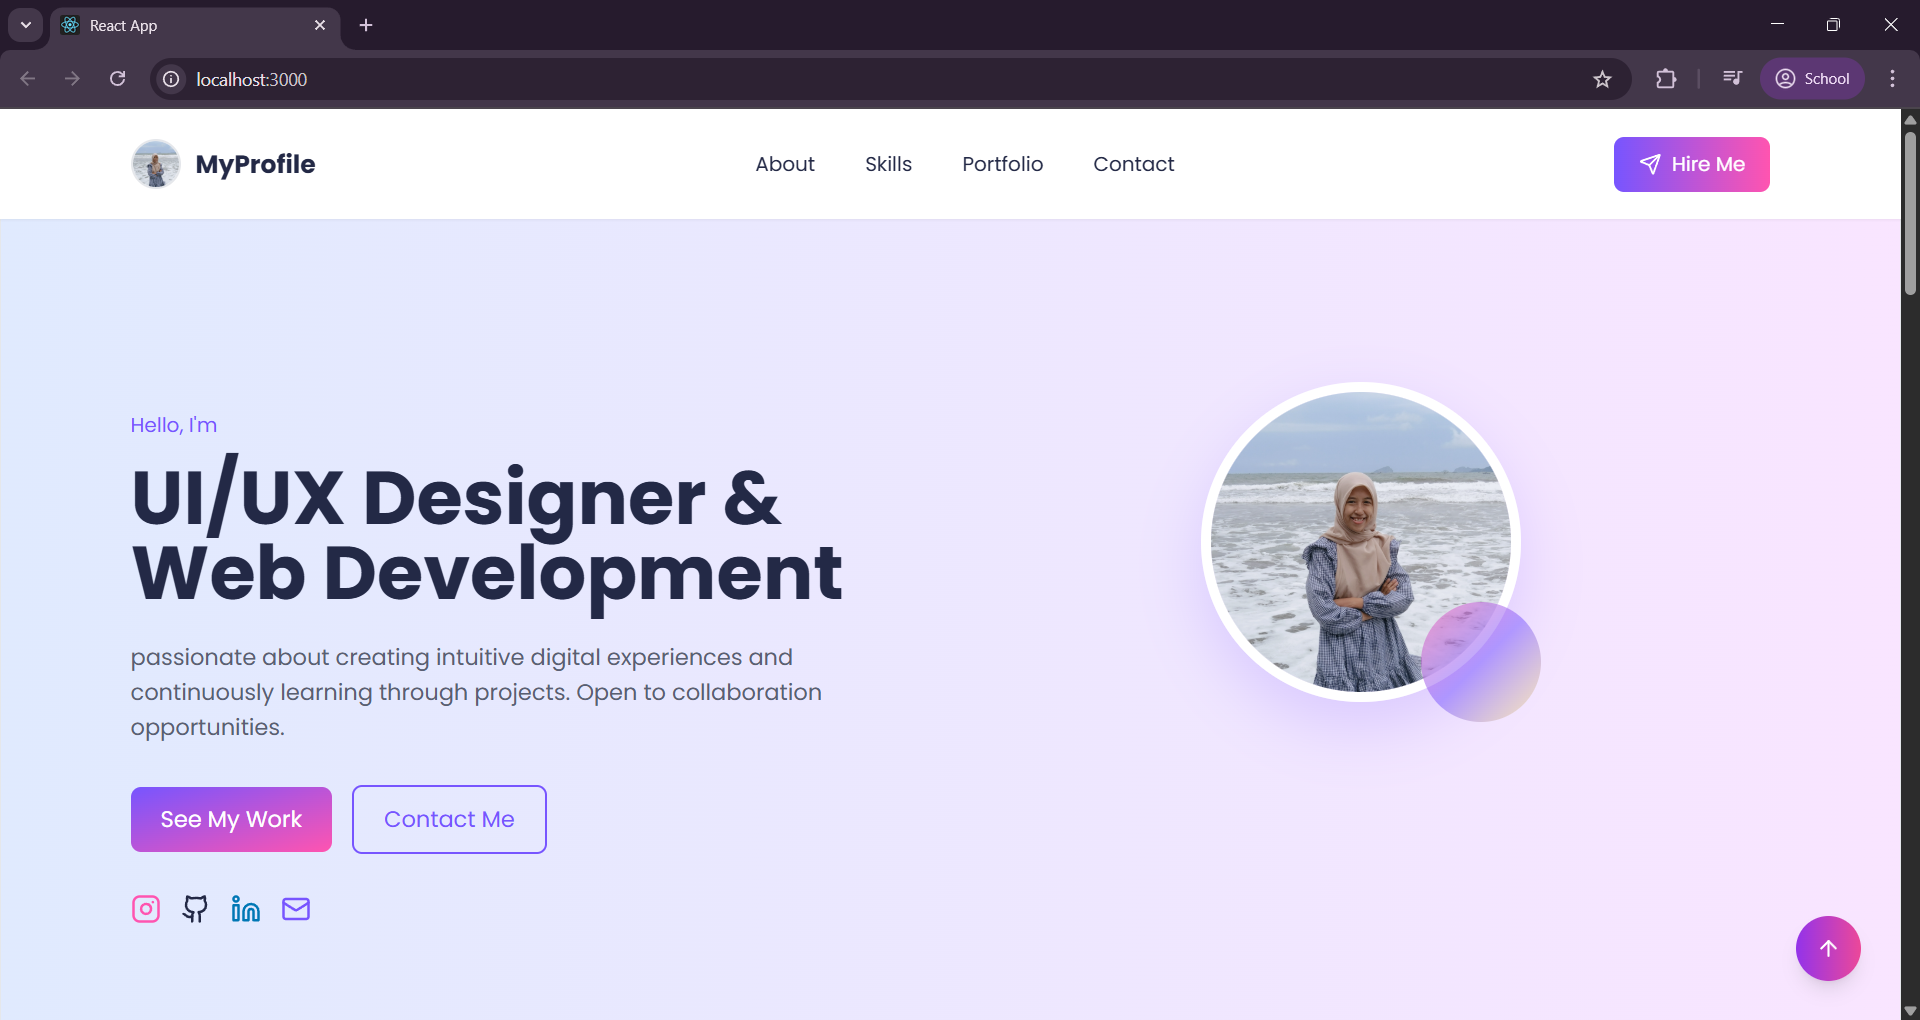 React App
localhost:3000
School
MyProfile
About
Skills
Portfolio
Contact
Hire Me
Hello, I'm
UI/UX Designer &
Web Development
passionate about creating intuitive digital experiences and
continuously learning through projects. Open to collaboration
opportunities.
See My Work
Contact Me
in